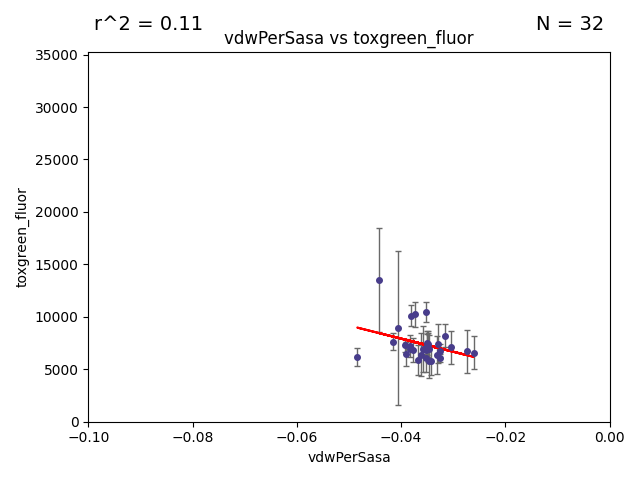 r^2 = 0.11
N = 32
vdwPerSasa vs toxgreen_fluor
35000
30000
25000
20000
15000
10000
5000
0
toxgreen_fluor
−0.10
−0.08
−0.06
−0.04
−0.02
0.00
vdwPerSasa